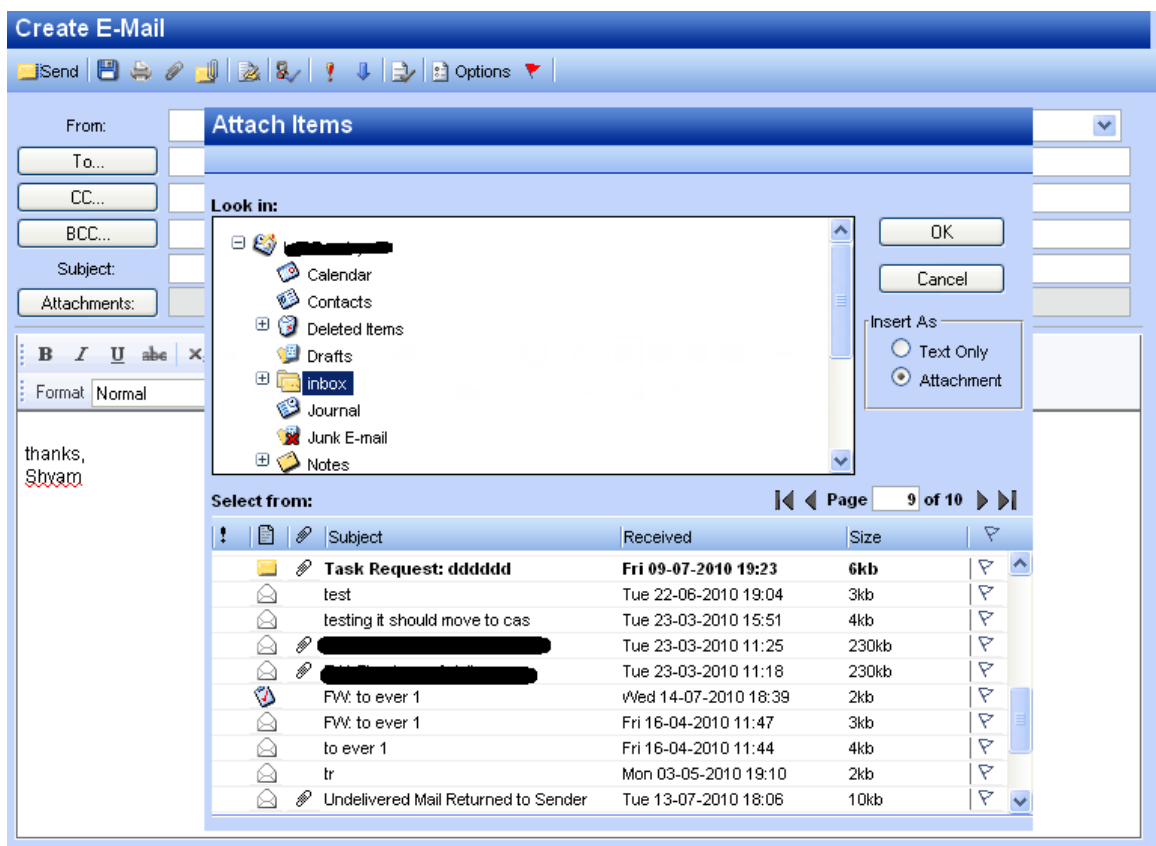 Create E-Mail
Send Options
From:
To...
CC...
BCC...
Subject:
Attachments:
B I U abc ×
Format Normal
thanks,
Shyam
Attach Items
Look in:
Calendar
Contacts
Deleted Items
Drafts
inbox
Journal
Junk E-mail
Notes
OK
Cancel
Insert As
Text Only
Attachment
Select from:
Page 9 of 10
! Subject Received Size
Task Request: dddddd Fri 09-07-2010 19:23 6kb
test Tue 22-06-2010 19:04 3kb
testing it should move to cas Tue 23-03-2010 15:51 4kb
Tue 23-03-2010 11:25 230kb
Tue 23-03-2010 11:18 230kb
FW: to ever 1 Wed 14-07-2010 18:39 2kb
FW: to ever 1 Fri 16-04-2010 11:47 3kb
to ever 1 Fri 16-04-2010 11:44 4kb
tr Mon 03-05-2010 19:10 2kb
Undelivered Mail Returned to Sender Tue 13-07-2010 18:06 10kb